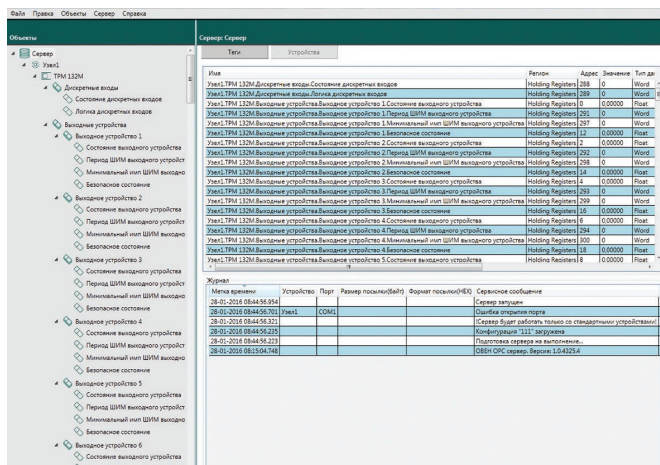 Файл Правка Объекты Сервер Справка
Объекты
Сервер
Узел1
ТРМ 132М
Дискретные входы
Состояние дискретных входов
Логика дискретных входов
Выходные устройства
Выходное устройство 1
Состояние выходного устройства
Период ШИМ выходного устройст
Минимальный имп ШИМ выходно
Безопасное состояние
Выходное устройство 2
Состояние выходного устройства
Период ШИМ выходного устройст
Минимальный имп ШИМ выходно
Безопасное состояние
Выходное устройство 3
Состояние выходного устройства
Период ШИМ выходного устройст
Минимальный имп ШИМ выходно
Безопасное состояние
Выходное устройство 4
Состояние выходного устройства
Период ШИМ выходного устройст
Минимальный имп ШИМ выходно
Безопасное состояние
Выходное устройство 5
Состояние выходного устройства
Период ШИМ выходного устройст
Минимальный имп ШИМ выходно
Безопасное состояние
Выходное устройство 6
Состояние выходного устройства
Сервер: Сервер
Теги Устройства
Имя Регион Адрес Значение Тип да
Узел1.ТРМ 132М.Дискретные входы.Состояние дискретных входов Holding Registers 288 0 Word
Узел1.ТРМ 132М.Дискретные входы.Логика дискретных входов Holding Registers 289 0 Word
Узел1.ТРМ 132М.Выходные устройства.Выходное устройство 1.Состояние выходного устройства Holding Registers 0 0,00000 Float
Узел1.ТРМ 132М.Выходные устройства.Выходное устройство 1.Период ШИМ выходного устройства Holding Registers 291 0 Word
Узел1.ТРМ 132М.Выходные устройства.Выходное устройство 1.Минимальный имп ШИМ выходного устройства Holding Registers 297 0 Word
Узел1.ТРМ 132М.Выходные устройства.Выходное устройство 1.Безопасное состояние Holding Registers 12 0,00000 Float
Узел1.ТРМ 132М.Выходные устройства.Выходное устройство 2.Состояние выходного устройства Holding Registers 2 0,00000 Float
Узел1.ТРМ 132М.Выходные устройства.Выходное устройство 2.Период ШИМ выходного устройства Holding Registers 292 0 Word
Узел1.ТРМ 132М.Выходные устройства.Выходное устройство 2.Минимальный имп ШИМ выходного устройства Holding Registers 298 0 Word
Узел1.ТРМ 132М.Выходные устройства.Выходное устройство 2.Безопасное состояние Holding Registers 14 0,00000 Float
Узел1.ТРМ 132М.Выходные устройства.Выходное устройство 3.Состояние выходного устройства Holding Registers 4 0,00000 Float
Узел1.ТРМ 132М.Выходные устройства.Выходное устройство 3.Период ШИМ выходного устройства Holding Registers 293 0 Word
Узел1.ТРМ 132М.Выходные устройства.Выходное устройство 3.Минимальный имп ШИМ выходного устройства Holding Registers 299 0 Word
Узел1.ТРМ 132М.Выходные устройства.Выходное устройство 3.Безопасное состояние Holding Registers 16 0,00000 Float
Узел1.ТРМ 132М.Выходные устройства.Выходное устройство 4.Состояние выходного устройства Holding Registers 6 0,00000 Float
Узел1.ТРМ 132М.Выходные устройства.Выходное устройство 4.Период ШИМ выходного устройства Holding Registers 294 0 Word
Узел1.ТРМ 132М.Выходные устройства.Выходное устройство 4.Минимальный имп ШИМ выходного устройства Holding Registers 300 0 Word
Узел1.ТРМ 132М.Выходные устройства.Выходное устройство 4.Безопасное состояние Holding Registers 18 0,00000 Float
Узел1.ТРМ 132М.Выходные устройства.Выходное устройство 5.Состояние выходного устройства Holding Registers 8 0,00000 Float
Журнал
Метка времени Устройство Порт Размер посылки(байт) Формат посылки(HEX) Сервисное сообщение
28-01-2016 08:44:56.954 Сервер запущен
28-01-2016 08:44:56.701 Узел1 COM1 Ошибка открытия порта
28-01-2016 08:44:56.321 !Сервер будет работать только со стандартными устройствами!
28-01-2016 08:44:56.235 Конфигурация "111" загружена
28-01-2016 08:44:56.223 Подготовка сервера на выполнение...
28-01-2016 08:15:04.748 ОВЕН OPC сервер. Версия: 1.0.4325.4